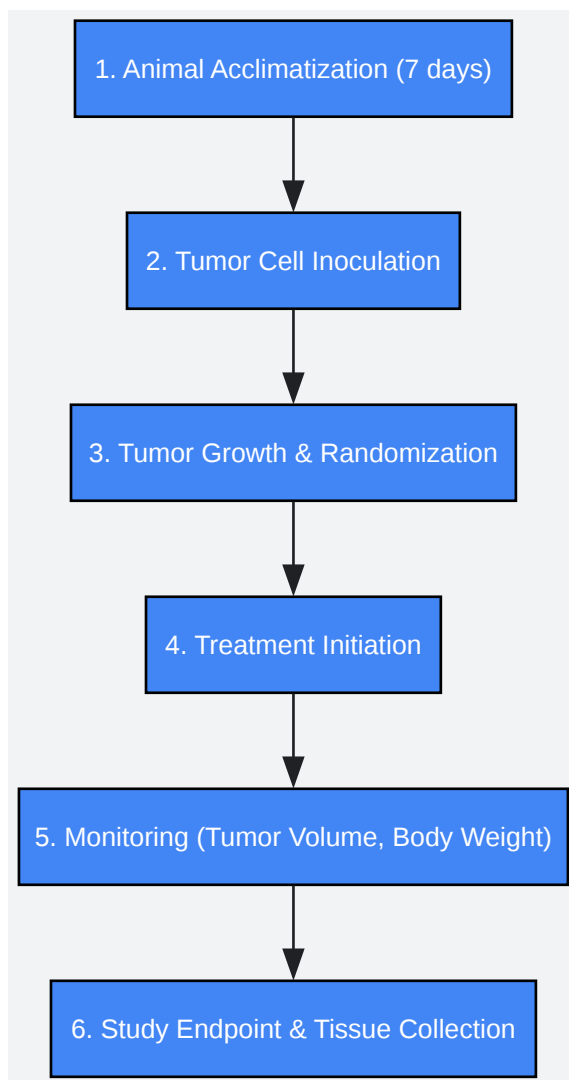 1. Animal Acclimatization (7 days)
2. Tumor Cell Inoculation
3. Tumor Growth & Randomization
4. Treatment Initiation
5. Monitoring (Tumor Volume, Body Weight)
6. Study Endpoint & Tissue Collection